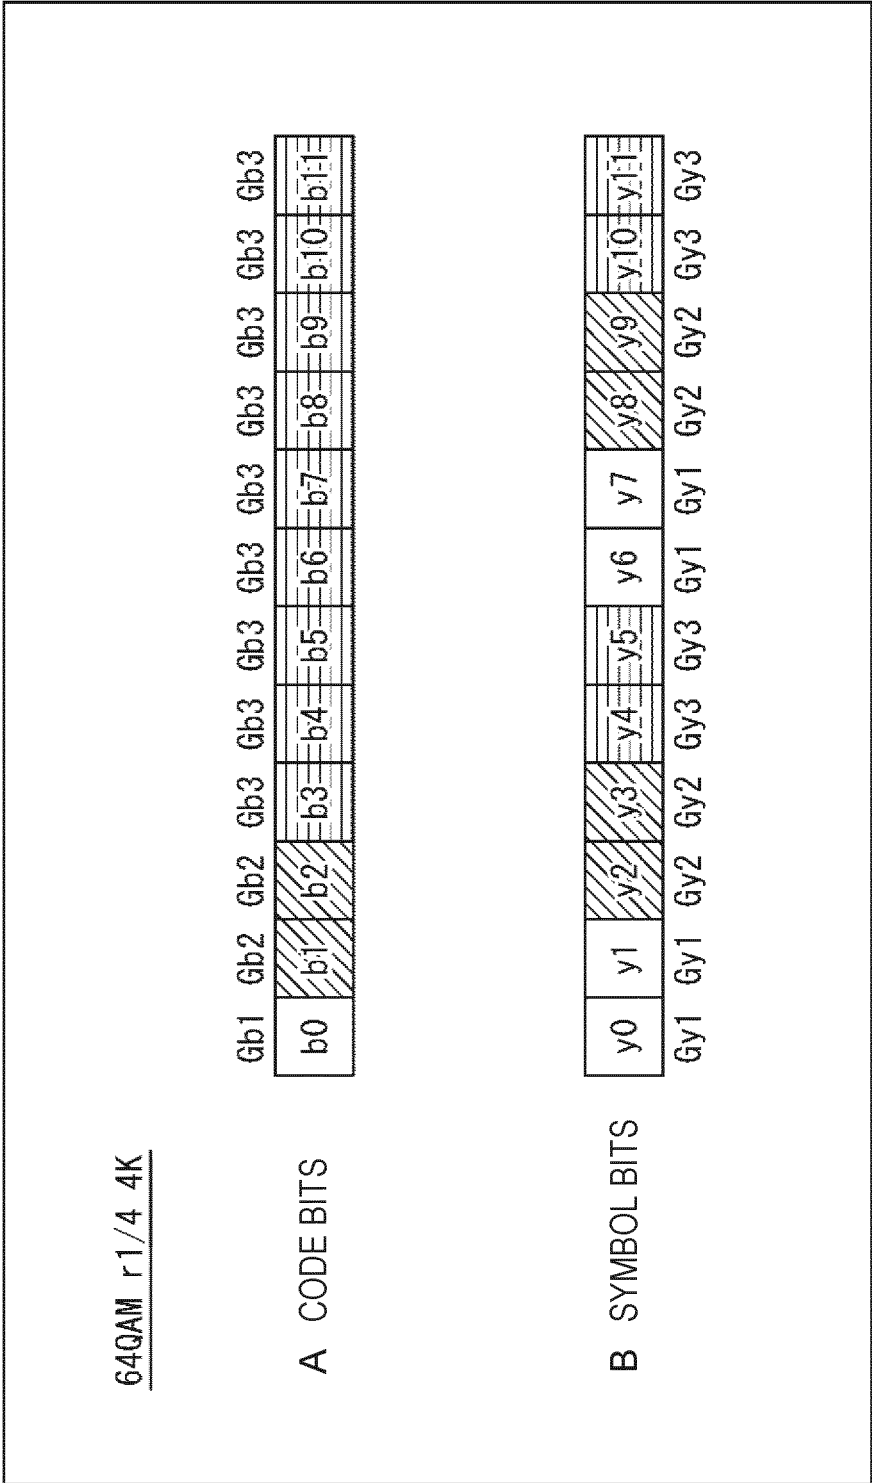 64QAM r1/4 4K
Gb1 Gb2 Gb2 Gb3 Gb3 Gb3 Gb3 Gb3 Gb3 Gb3 Gb3 Gb3
A CODE BITS b0 b1 b2 b3 b4 b5 b6 b7 b8 b9 b10 b11
B SYMBOL BITS y0 y1 y2 y3 y4 y5 y6 y7 y8 y9 y10 y11
Gy1 Gy1 Gy2 Gy2 Gy3 Gy3 Gy1 Gy1 Gy2 Gy2 Gy3 Gy3